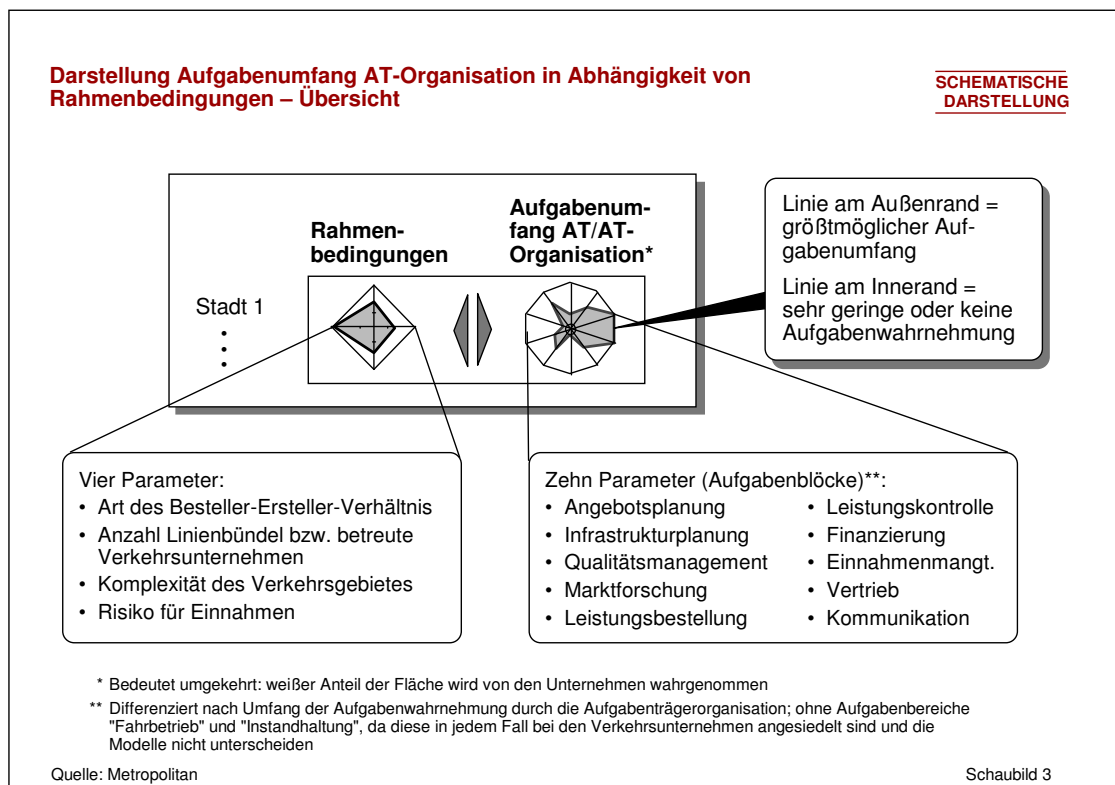 Darstellung Aufgabenumfang AT-Organisation in Abhängigkeit von
Rahmenbedingungen – Übersicht
SCHEMATISCHE
DARSTELLUNG
Rahmen-
bedingungen
Aufgabenum-
fang AT/AT-
Organisation*
Stadt 1
Linie am Außenrand =
größtmöglicher Auf-
gabenumfang
Linie am Innerand =
sehr geringe oder keine
Aufgabenwahrnehmung
Vier Parameter:
• Art des Besteller-Ersteller-Verhältnis
• Anzahl Linienbündel bzw. betreute
Verkehrsunternehmen
• Komplexität des Verkehrsgebietes
• Risiko für Einnahmen
Zehn Parameter (Aufgabenblöcke)**:
• Angebotsplanung
• Infrastrukturplanung
• Qualitätsmanagement
• Marktforschung
• Leistungsbestellung
• Leistungskontrolle
• Finanzierung
• Einnahmenmangt.
• Vertrieb
• Kommunikation
* Bedeutet umgekehrt: weißer Anteil der Fläche wird von den Unternehmen wahrgenommen
** Differenziert nach Umfang der Aufgabenwahrnehmung durch die Aufgabenträgerorganisation; ohne Aufgabenbereiche
"Fahrbetrieb" und "Instandhaltung", da diese in jedem Fall bei den Verkehrsunternehmen angesiedelt sind und die
Modelle nicht unterscheiden
Quelle: Metropolitan
Schaubild 3